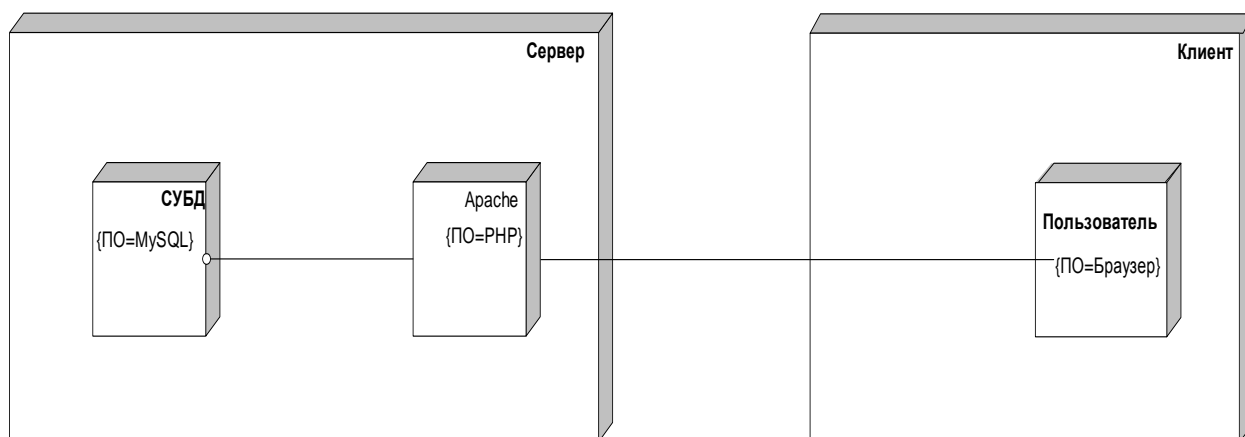 Сервер
Клиент
СУБД
{ПО=MySQL}
Apache
{ПО=PHP}
Пользователь
{ПО=Браузер}